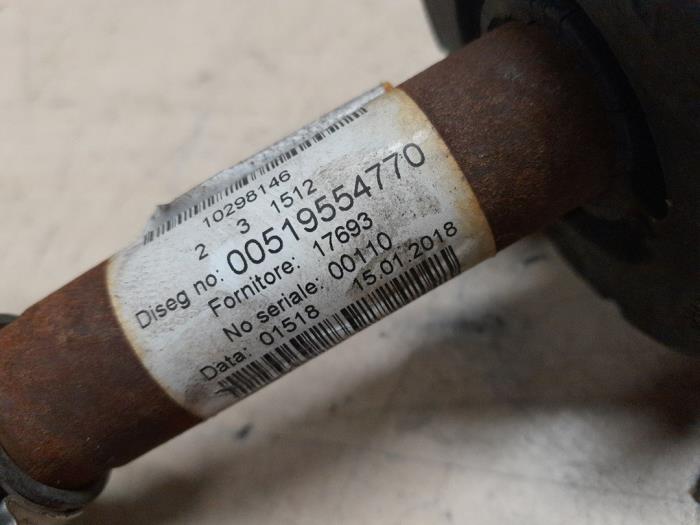 10298146
2 3 1512
Diseg no: 00519554770
Fornitore: 17693
No seriale: 00110
Data: 01518 15.01.2018